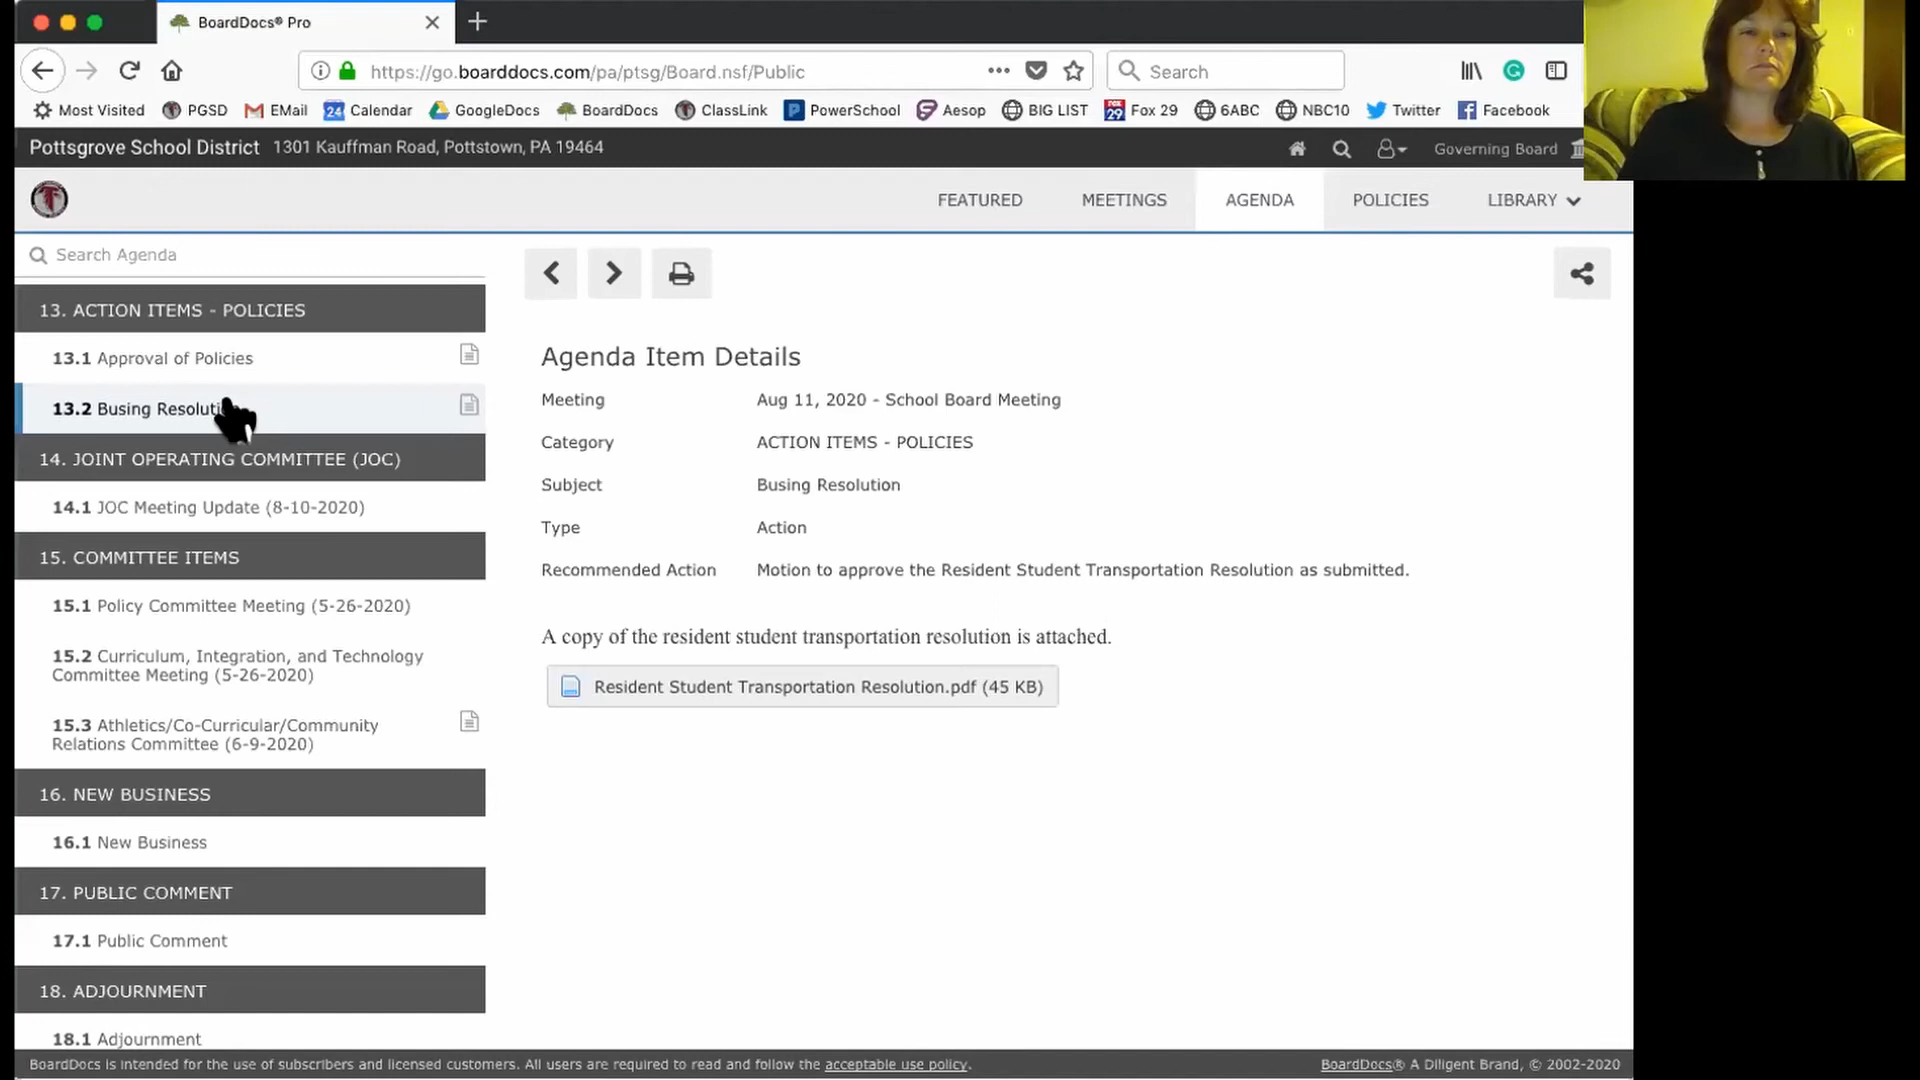 BoardDocs® Pro
https://go.boarddocs.com/pa/ptsg/Board.nsf/Public
Search
Most Visited PGSD EMail 24 Calendar GoogleDocs BoardDocs ClassLink PowerSchool Aesop BIG LIST Fox 29 6ABC NBC10 Twitter Facebook
Pottsgrove School District 1301 Kauffman Road, Pottstown, PA 19464
Governing Board
FEATURED MEETINGS AGENDA POLICIES LIBRARY
Search Agenda
13. ACTION ITEMS - POLICIES
13.1 Approval of Policies
13.2 Busing
14. JOINT OPERATING COMMITTEE (JOC)
14.1 JOC Meeting Update (8-10-2020)
15. COMMITTEE ITEMS
15.1 Policy Committee Meeting (5-26-2020)
15.2 Curriculum, Integration, and Technology
Committee Meeting (5-26-2020)
15.3 Athletics/Co-Curricular/Community
Relations Committee (6-9-2020)
16. NEW BUSINESS
16.1 New Business
17. PUBLIC COMMENT
17.1 Public Comment
18. ADJOURNMENT
18.1 Adjournment
Agenda Item Details
Meeting Aug 11, 2020 - School Board Meeting
Category ACTION ITEMS - POLICIES
Subject Busing Resolution
Type Action
Recommended Action Motion to approve the Resident Student Transportation Resolution as submitted.
A copy of the resident student transportation resolution is attached.
Resident Student Transportation Resolution.pdf (45 KB)
BoardDocs is intended for the use of subscribers and licensed customers. All users are required to read and follow the acceptable use policy.
BoardDocs® A Diligent Brand, © 2002-2020